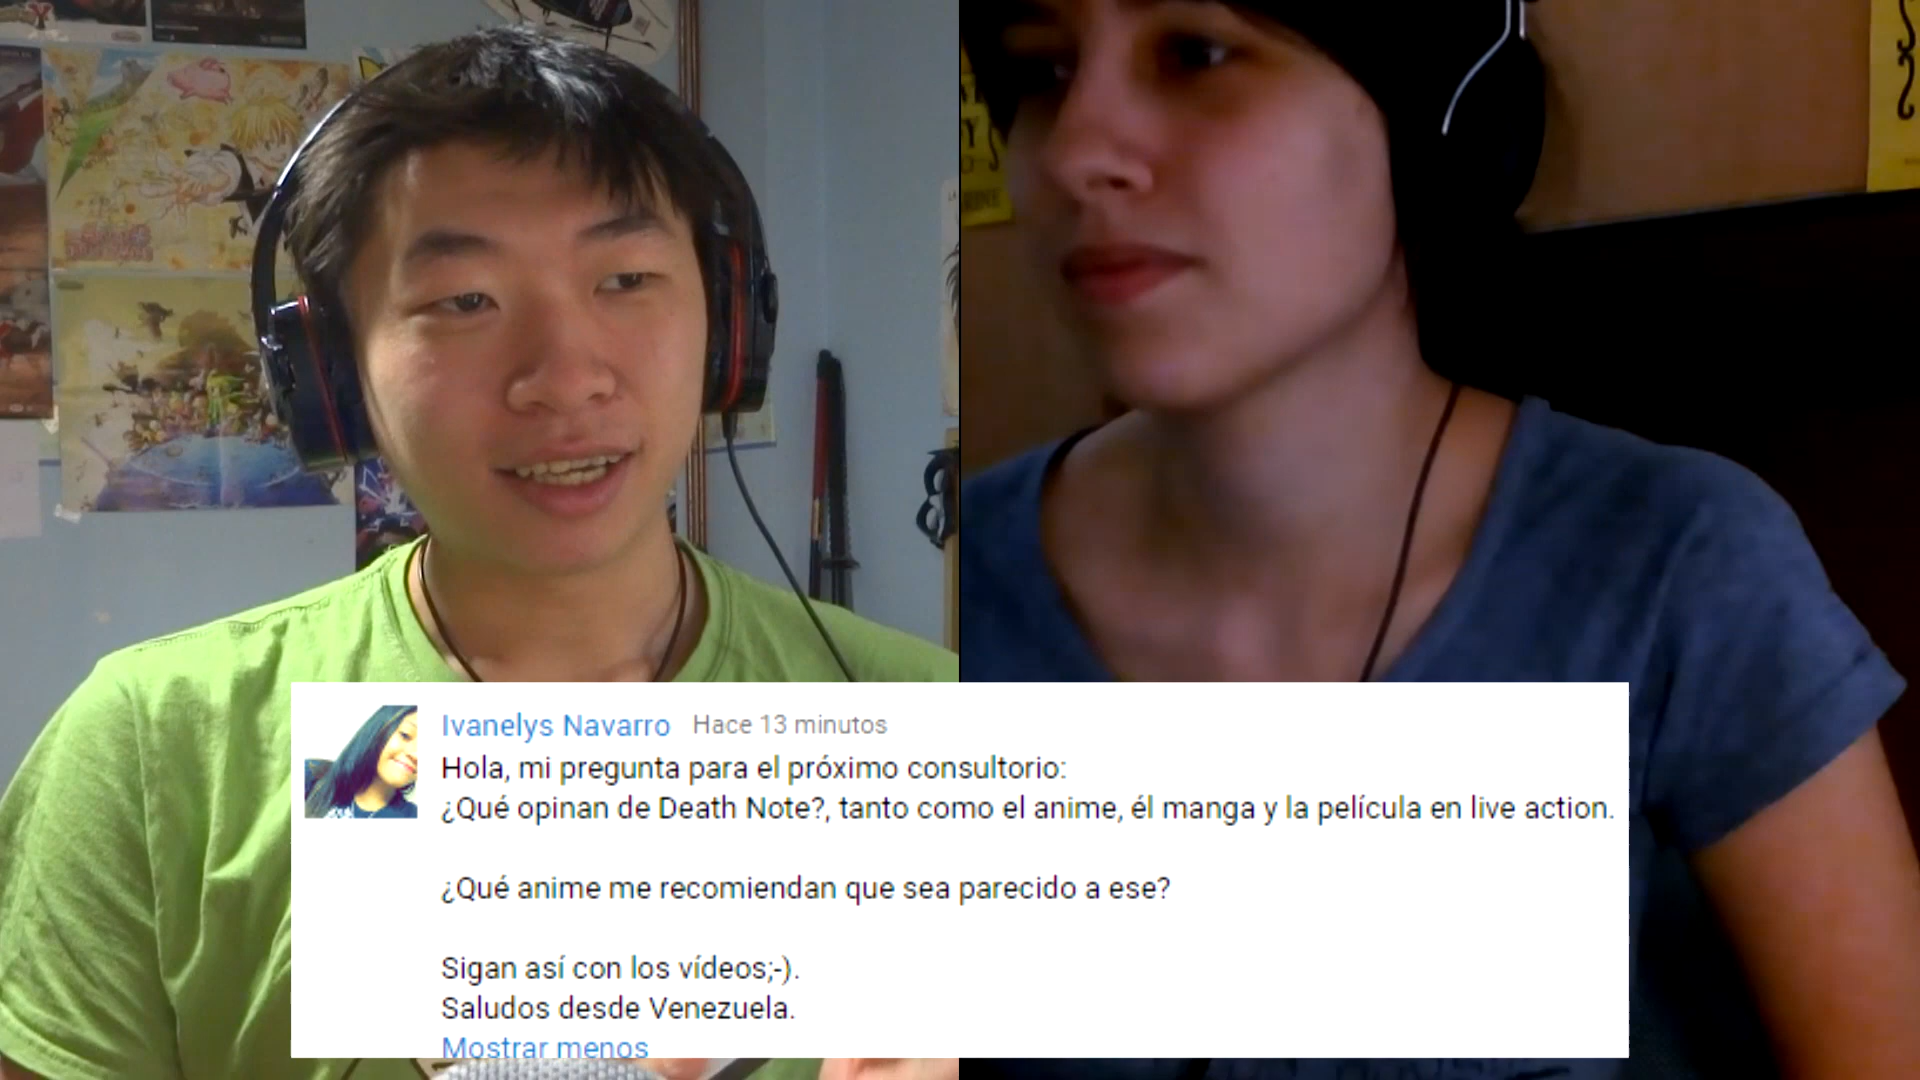 Ivanelys Navarro Hace 13 minutos
Hola, mi pregunta para el próximo consultorio:
¿Qué opinan de Death Note?, tanto como el anime, él manga y la película en live action.
¿Qué anime me recomiendan que sea parecido a ese?
Sigan así con los vídeos;-).
Saludos desde Venezuela.
Mostrar menos